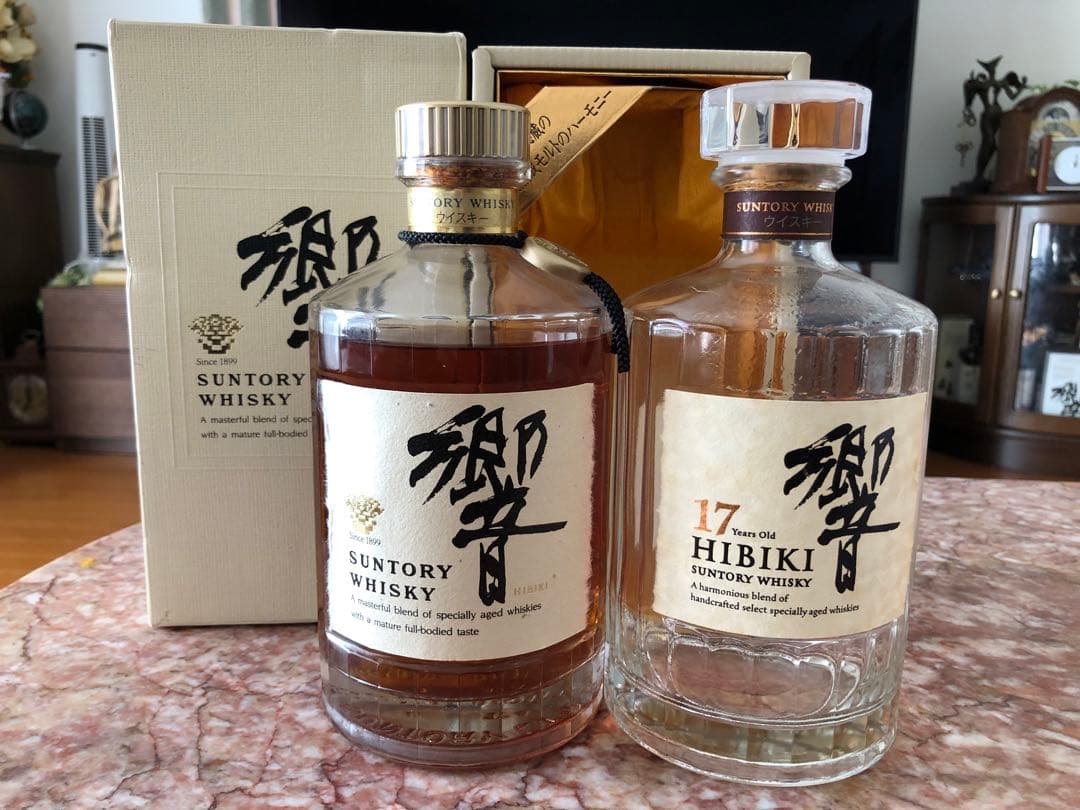 響
Since 1899
SUNTORY
WHISKY
A masterful blend of
with a mature full-bodied
モルトのハーモニー
SUNTORY WHISKY
ウイスキー
響
Since 1899
SUNTORY
WHISKY
HIBIKI
A masterful blend of specially aged whiskies
with a mature full-bodied taste
SUNTORY WHISKY
ウイスキー
響
17 Years Old
HIBIKI
SUNTORY WHISKY
A harmonious blend of
handcrafted select specially aged whiskies